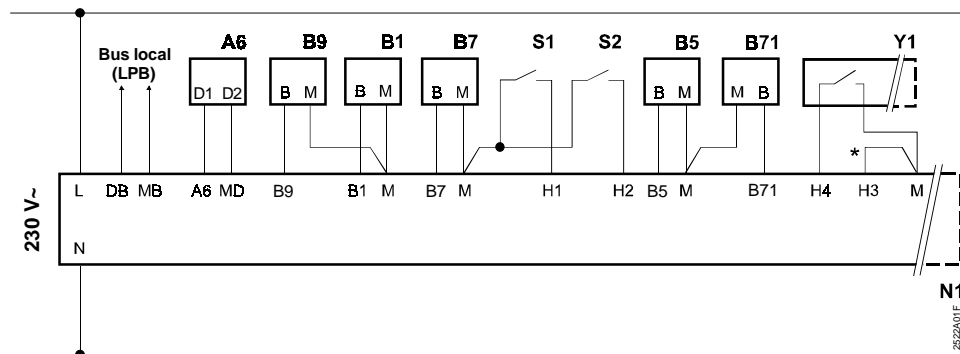 A6 B9 B1 B7 S1 S2 B5 B71 Y1
Bus local
(LPB)
D1 D2 B M B M B M B M M B
*
L DB MB A6 MD B9 B1 M B7 M H1 H2 B5 M B71 H4 H3 M
230 V~
N
N1
2522A01F